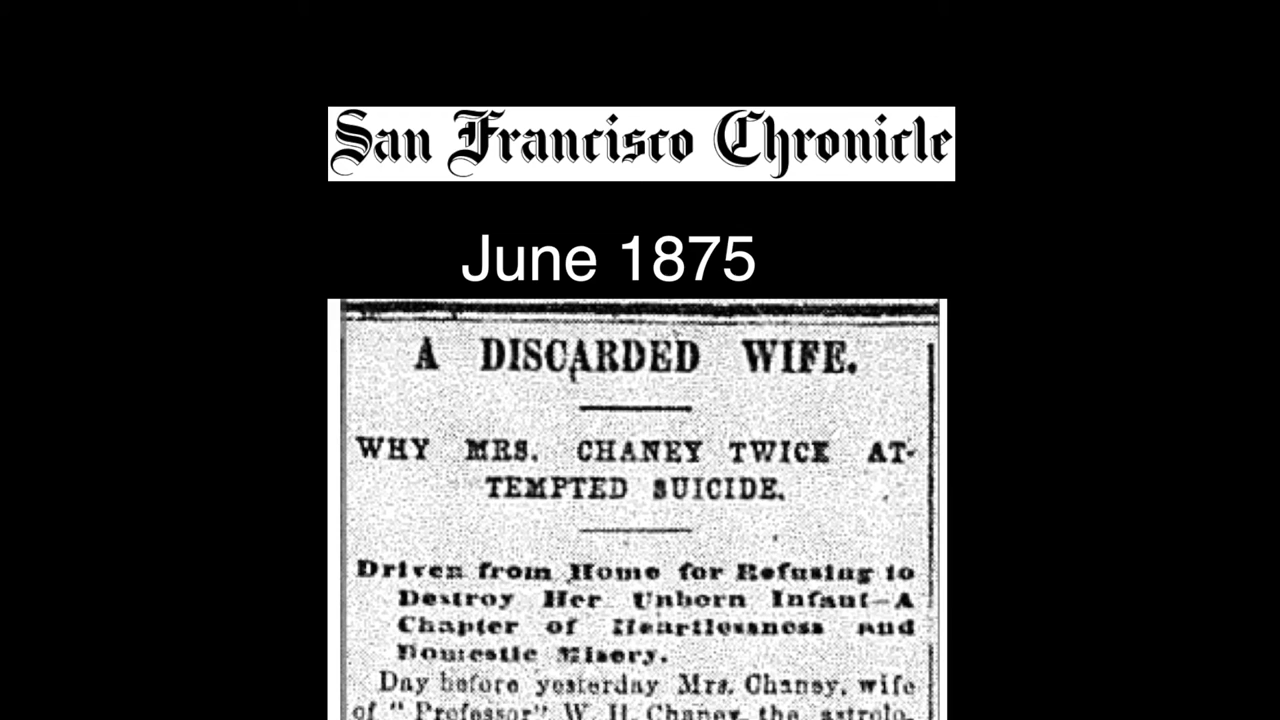 San Francisco Chronicle
June 1875
A DISCARDED WIFE.
WHY MRS. CHANEY TWICE AT-
TEMPTED SUICIDE.
Driven from Home for Refusing to
Destroy Her Unborn Infant—A
Chapter of Heartlessness and
Domestic Misery.
Day before yesterday Mrs. Chaney, wife
of "Professor" W. H. Chaney, the astrolo-